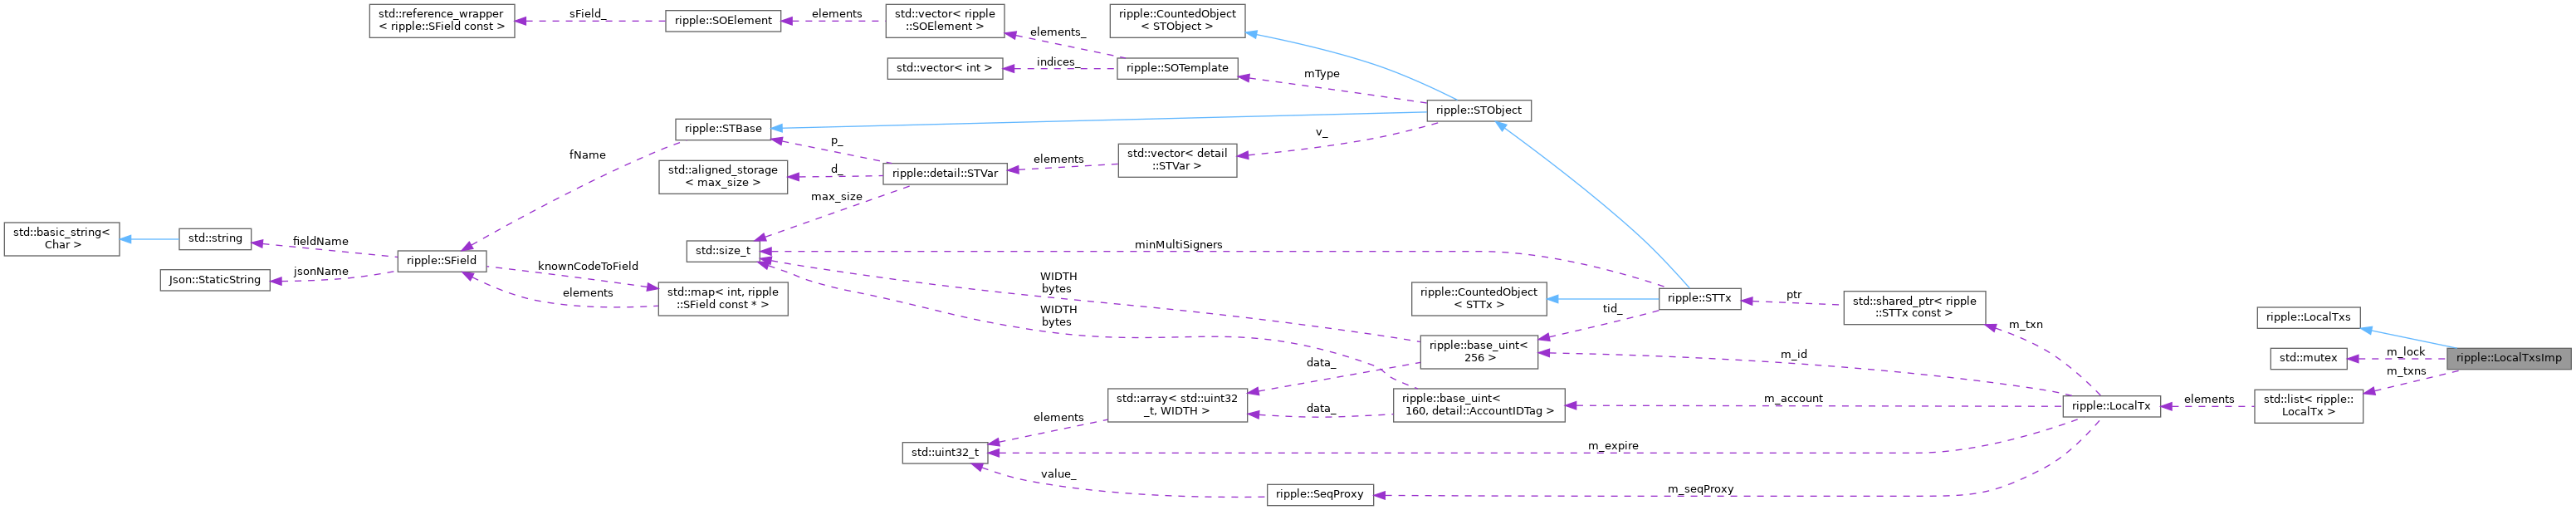 std::reference_wrapper
< ripple::SField const >
sField_
ripple::SOElement
elements
std::vector< ripple
::SOElement >
ripple::CountedObject
< STObject >
elements_
std::vector< int >
indices_
ripple::SOTemplate
mType
ripple::STObject
ripple::STBase
p_
v_
fName
std::aligned_storage
< max_size >
d_
ripple::detail::STVar
elements
std::vector< detail
::STVar >
max_size
std::basic_string<
Char >
std::string
fieldName
ripple::SField
jsonName
Json::StaticString
knownCodeToField
elements
std::size_t
minMultiSigners
std::map< int, ripple
::SField const * >
WIDTH
bytes
WIDTH
bytes
ripple::CountedObject
< STTx >
ripple::STTx
ptr
std::shared_ptr< ripple
::STTx const >
tid_
m_txn
ripple::LocalTxs
ripple::base_uint<
256 >
m_id
std::mutex
m_lock
ripple::LocalTxsImp
m_txns
data_
std::array< std::uint32
_t, WIDTH >
data_
ripple::base_uint<
160, detail::AccountIDTag >
m_account
ripple::LocalTx
elements
std::list< ripple::
LocalTx >
elements
std::uint32_t
m_expire
value_
ripple::SeqProxy
m_seqProxy